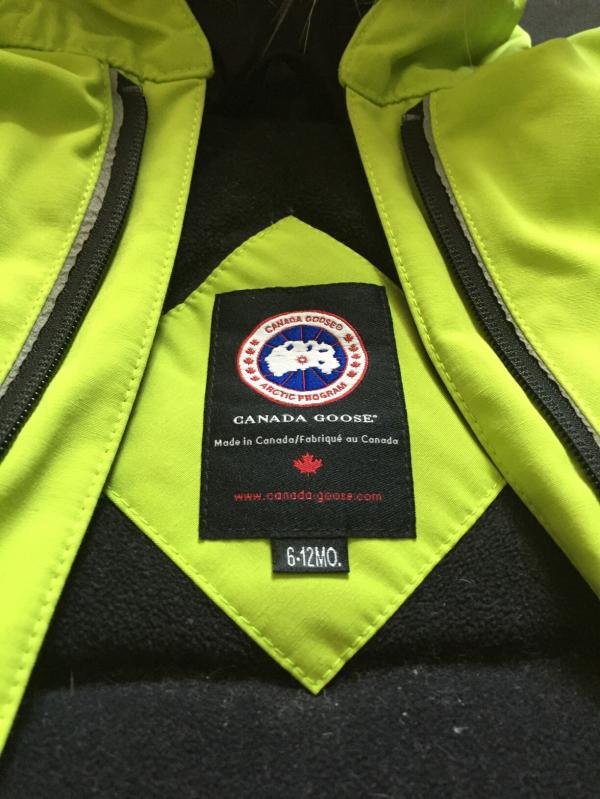 CANADA GOOSE®
ARCTIC PROGRAM
CANADA GOOSE®
Made in Canada/Fabriqué au Canada
www.canada-goose.com
6-12MO.